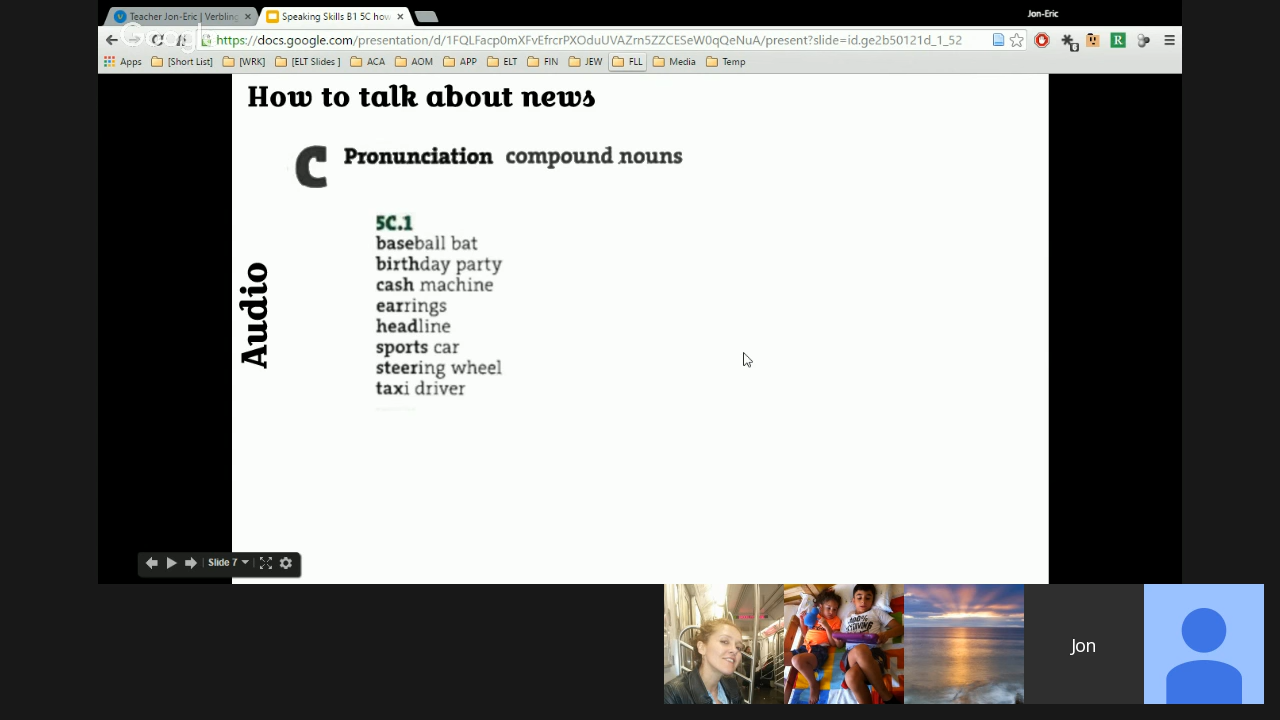 Teacher Jon-Eric | Verbling
Speaking Skills B1 5C how
Jon-Eric
https://docs.google.com/presentation/d/1FQLFacp0mXFvEfrcrPXOduUVAZm5ZZCESeW0qQeNuA/present?slide=id.ge2b50121d_1_52
Apps [Short List] [WRK] [ELT Slides ] ACA AOM APP ELT FIN JEW FLL Media Temp
Google
How to talk about news
C Pronunciation compound nouns
Audio
5C.1
baseball bat
birthday party
cash machine
earrings
headline
sports car
steering wheel
taxi driver
Slide 7
Jon